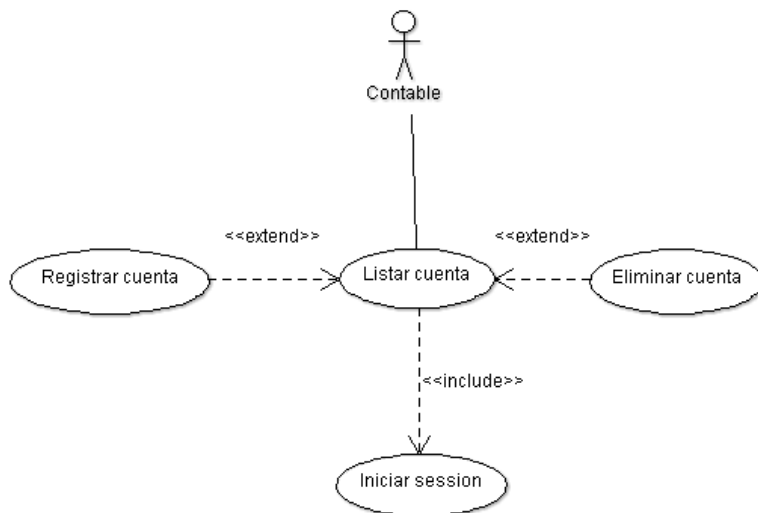 Contable
<<extend>>
<<extend>>
Registrar cuenta
Listar cuenta
Eliminar cuenta
<<include>>
Iniciar session